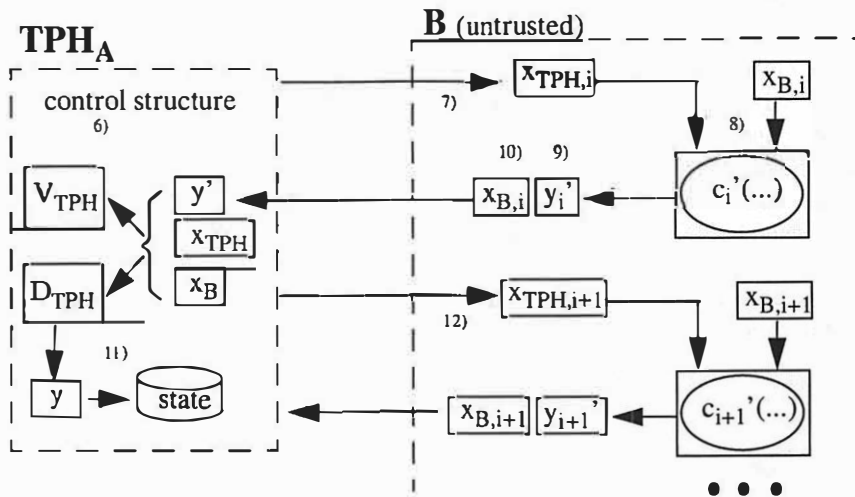 B (untrusted)
TPH_A
control structure
6)
7)
x_TPH,i
x_B,i
8)
10) 9)
V_TPH
y'
x_B,i y_i'
c_i'(...)
x_TPH
D_TPH
x_B
x_TPH,i+1
x_B,i+1
12)
11)
y
state
x_B,i+1 y_i+1'
c_i+1'(...)
• • •